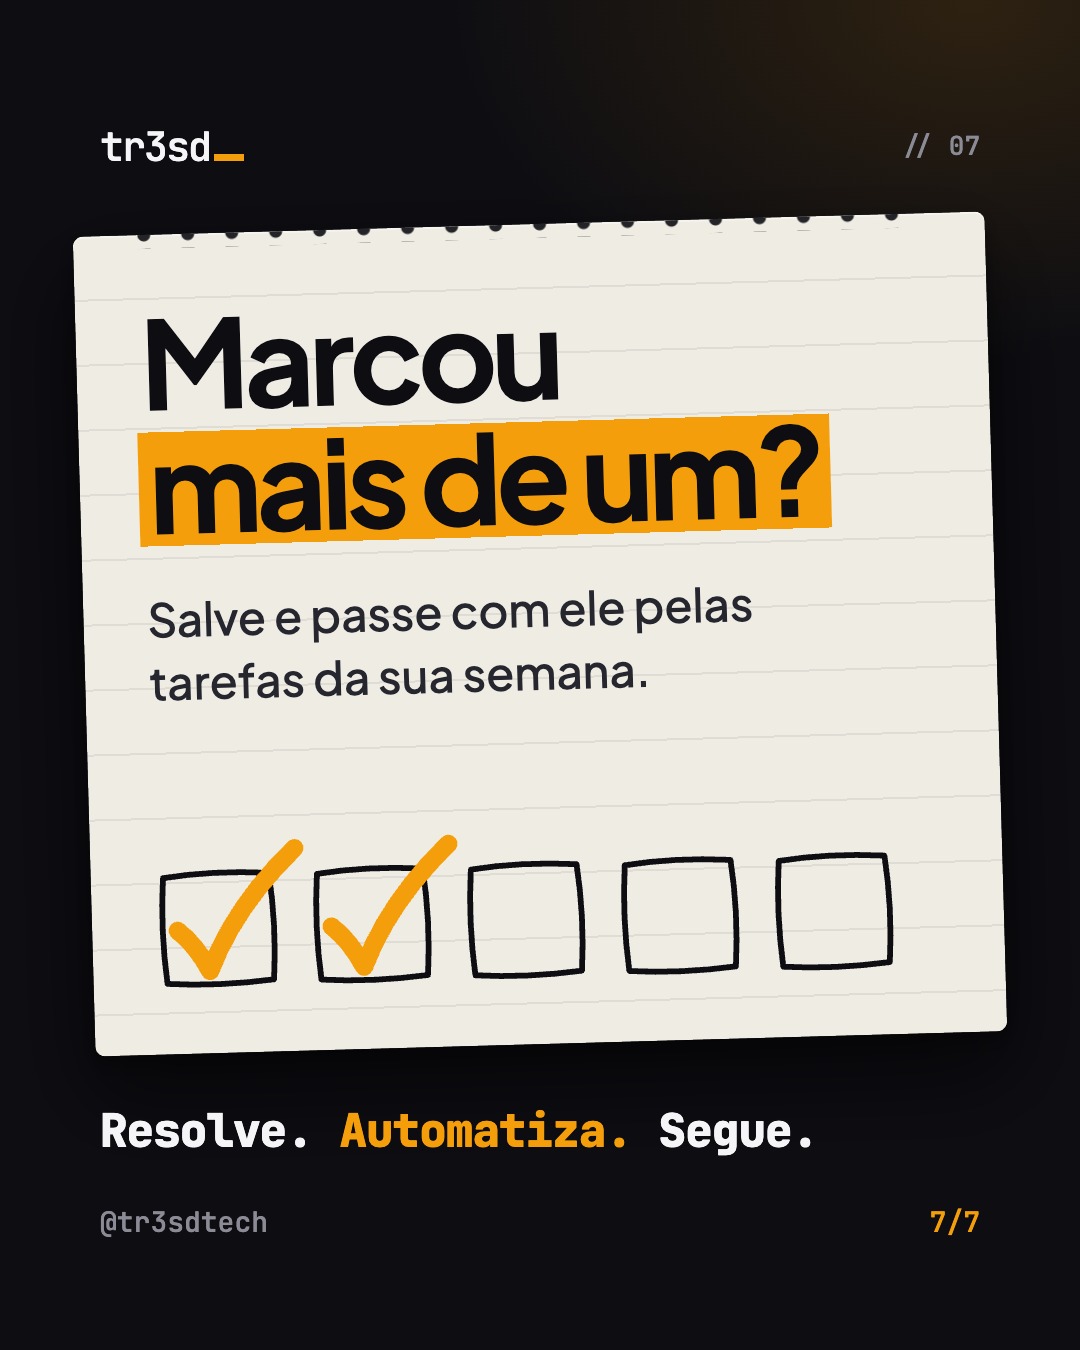 tr3sd_
// 07
Marcou
mais de um?
Salve e passe com ele pelas
tarefas da sua semana.
Resolve. Automatiza. Segue.
@tr3sdtech
7/7